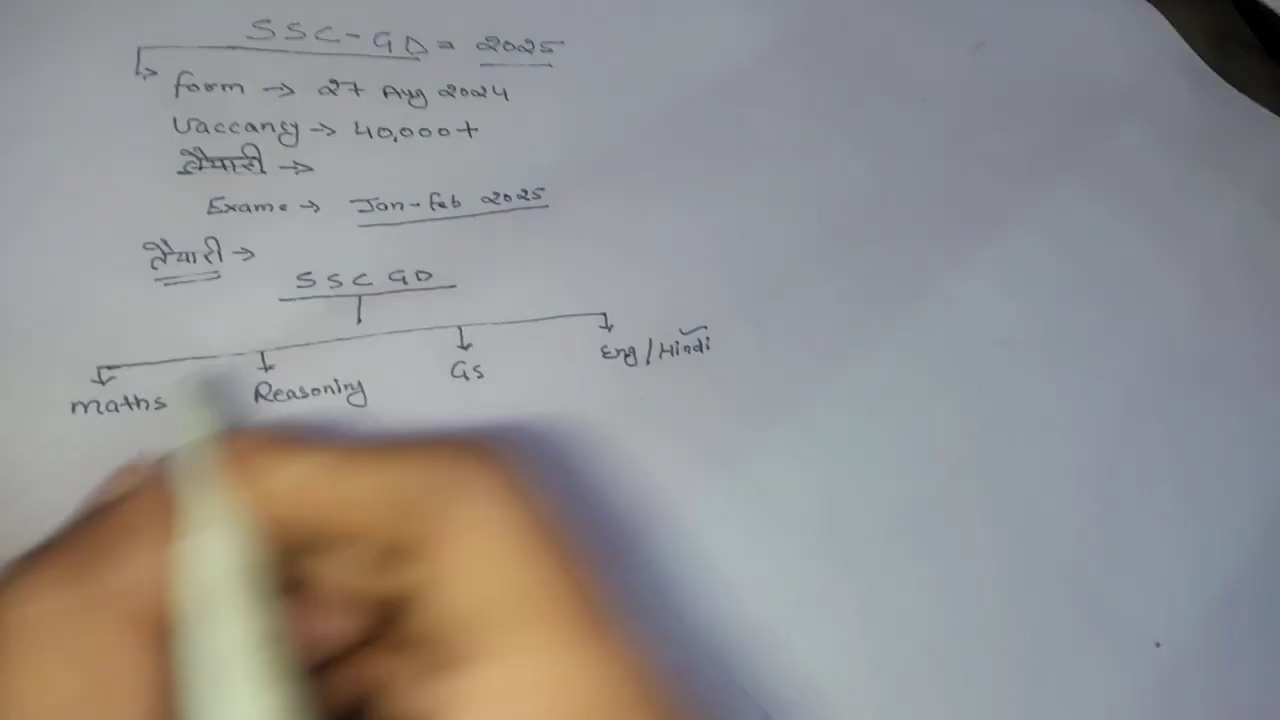 SSC-GD = 2025
form → 27 Aug 2024
Vaccancy → 40,000+
तैयारी →
Exame → Jan-Feb 2025
तैयारी →
SSC GD
Maths Reasoning GS Eng/Hindi